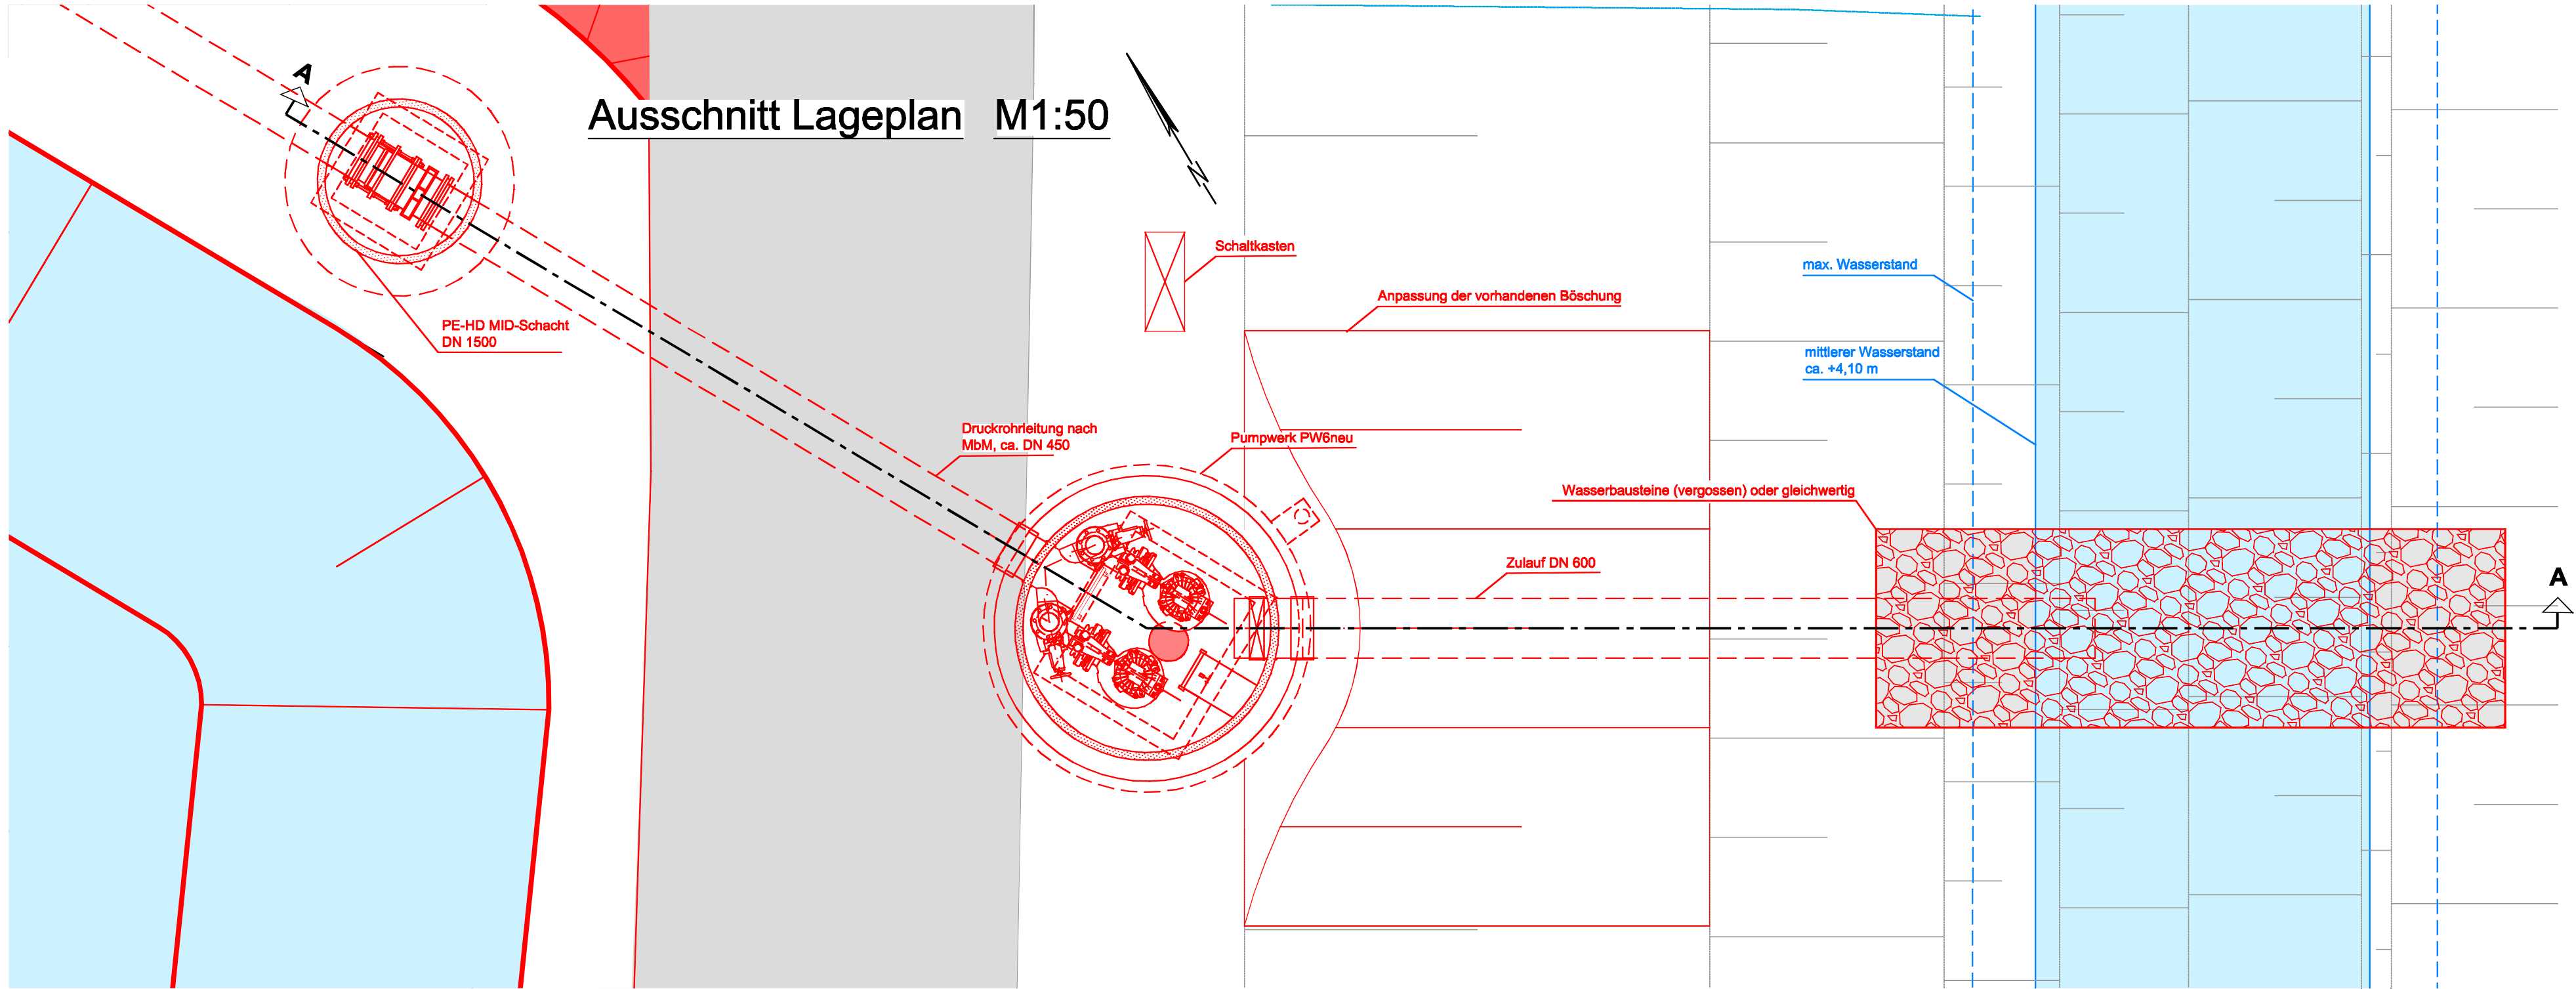 A
Ausschnitt Lageplan M1:50
N
Schaltkasten
max. Wasserstand
Anpassung der vorhandenen Böschung
PE-HD MID-Schacht
DN 1500
mittlerer Wasserstand
ca. +4,10 m
Druckrohrleitung nach
MbM, ca. DN 450
Pumpwerk PW6neu
Wasserbausteine (vergossen) oder gleichwertig
Zulauf DN 600
A